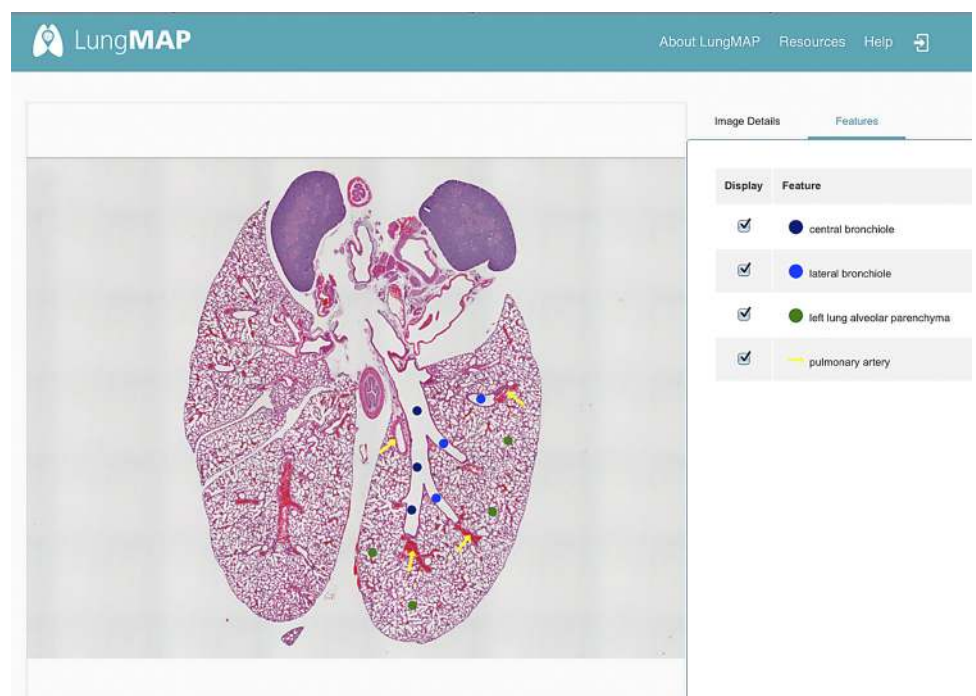 LungMAP
About LungMAP Resources Help
Image Details Features
Display Feature
central bronchiole
lateral bronchiole
left lung alveolar parenchyma
pulmonary artery